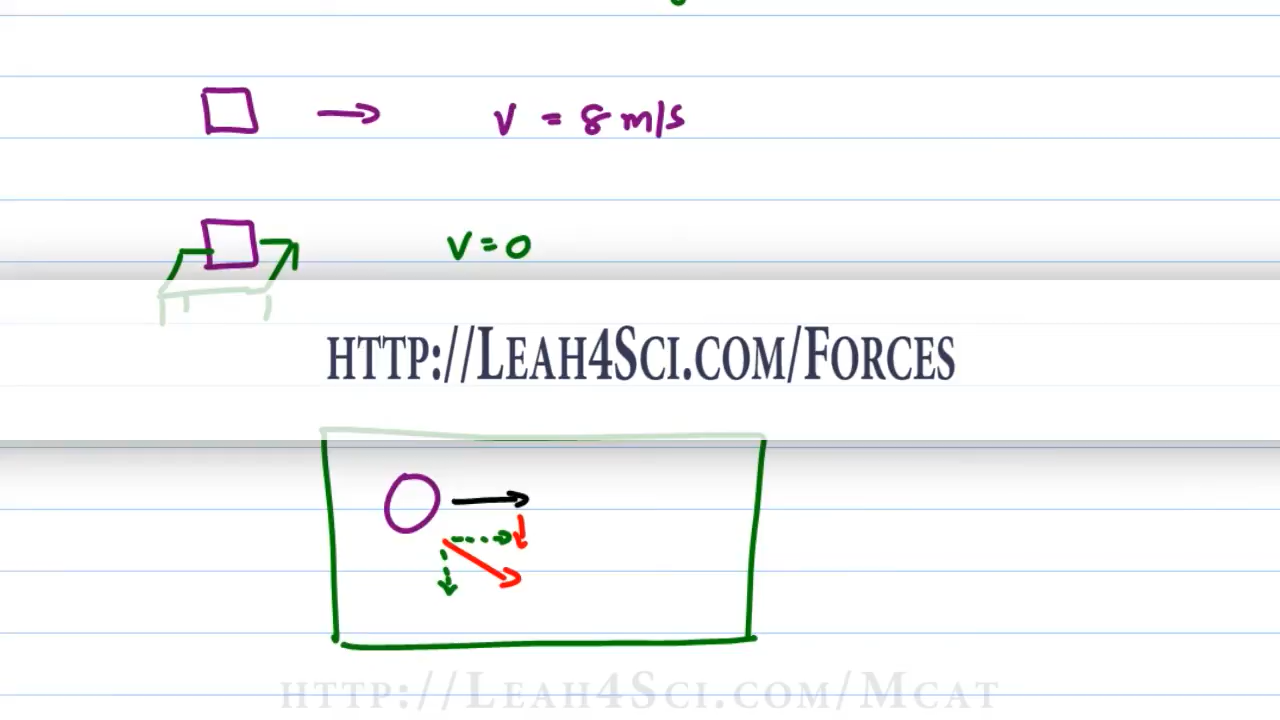 v = 8 m/s
v = 0
HTTP://LEAH4SCI.COM/FORCES
HTTP://LEAH4SCI.COM/MCAT